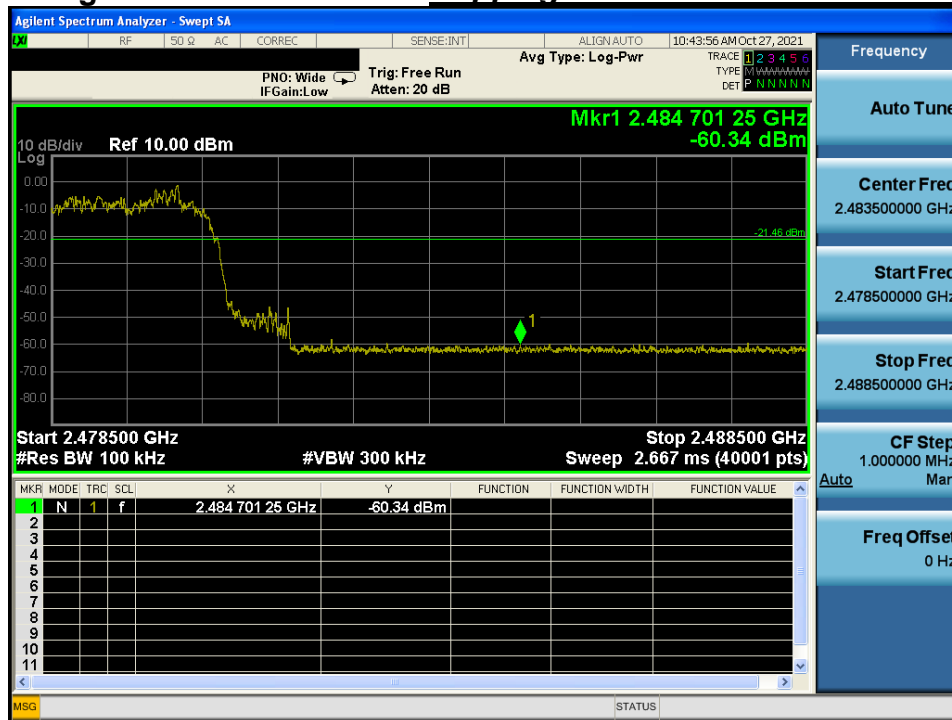 Agilent Spectrum Analyzer - Swept SA
LXI RF 50 Ω AC CORREC SENSE:INT ALIGN AUTO 10:43:56 AM Oct 27, 2021
Frequency
Avg Type: Log-Pwr
TRACE 1 2 3 4 5 6
TYPE M W W W W W
DET P N N N N N
PNO: Wide
IFGain:Low
Trig: Free Run
Atten: 20 dB
Mkr1 2.484 701 25 GHz
-60.34 dBm
10 dB/div Ref 10.00 dBm
Log
0.00
-10.0
-20.0
-30.0
-40.0
-50.0
-60.0
-70.0
-80.0
-21.46 dBm
1
Start 2.478500 GHz Stop 2.488500 GHz
#Res BW 100 kHz #VBW 300 kHz Sweep 2.667 ms (40001 pts)
MKR MODE TRC SCL X Y FUNCTION FUNCTION WIDTH FUNCTION VALUE
1 N 1 f 2.484 701 25 GHz -60.34 dBm
2
3
4
5
6
7
8
9
10
11
MSG STATUS
Auto Tune
Center Freq
2.483500000 GHz
Start Freq
2.478500000 GHz
Stop Freq
2.488500000 GHz
CF Step
1.000000 MHz
Auto Man
Freq Offset
0 Hz